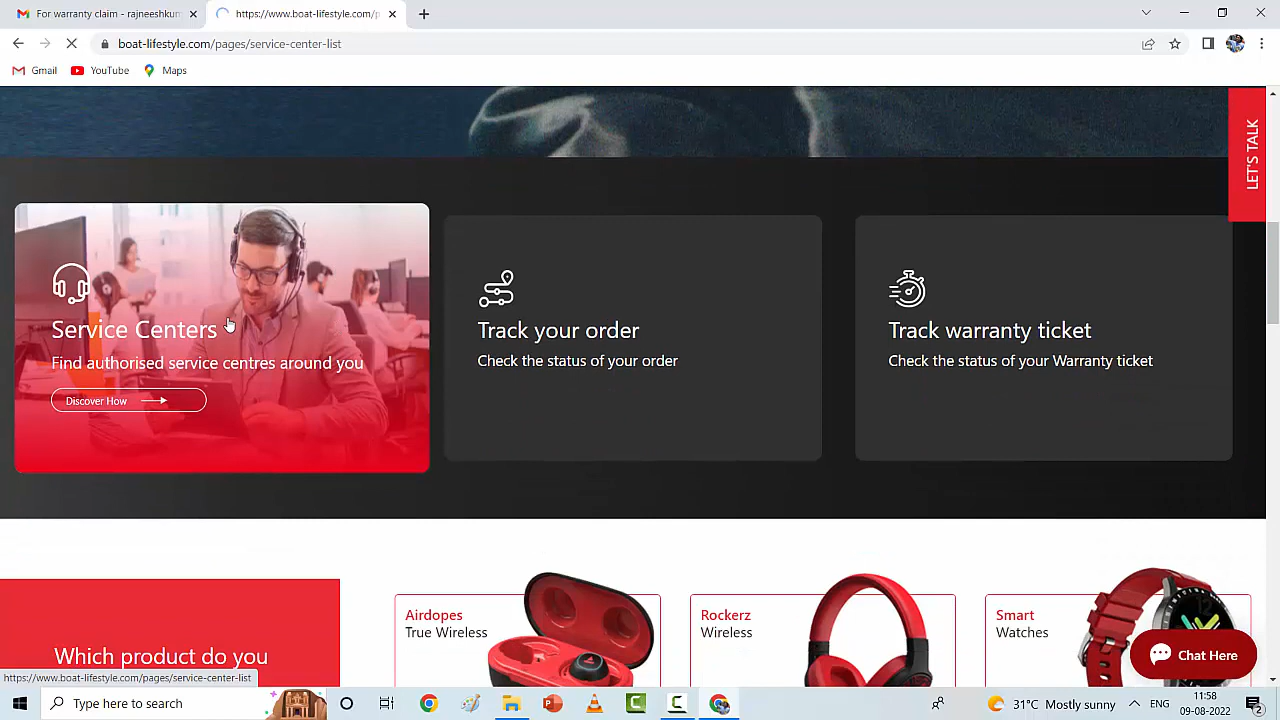 For warranty claim - rajneeshkum
https://www.boat-lifestyle.com/p
boat-lifestyle.com/pages/service-center-list
Gmail
YouTube
Maps
LET'S TALK
Service Centers
Find authorised service centres around you
Discover How
Track your order
Check the status of your order
Track warranty ticket
Check the status of your Warranty ticket
Which product do you
Airdopes
True Wireless
Rockerz
Wireless
Smart
Watches
Chat Here
https://www.boat-lifestyle.com/pages/service-center-list
Type here to search
31°C Mostly sunny
ENG
11:58
09-08-2022
2